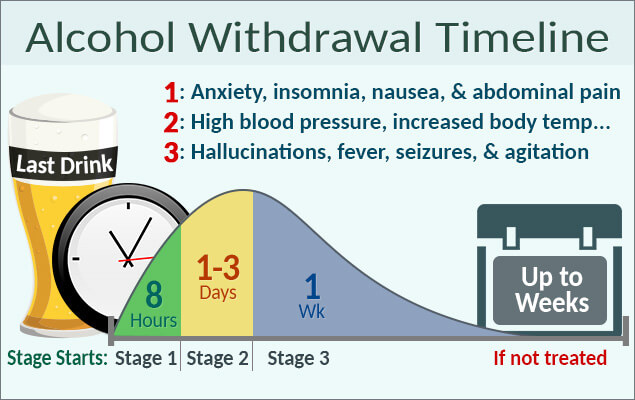 Alcohol Withdrawal Timeline
1: Anxiety, insomnia, nausea, & abdominal pain
2: High blood pressure, increased body temp...
3: Hallucinations, fever, seizures, & agitation
Last Drink
8
Hours
1-3
Days
1
Wk
Up to
Weeks
Stage Starts: Stage 1 Stage 2 Stage 3 If not treated